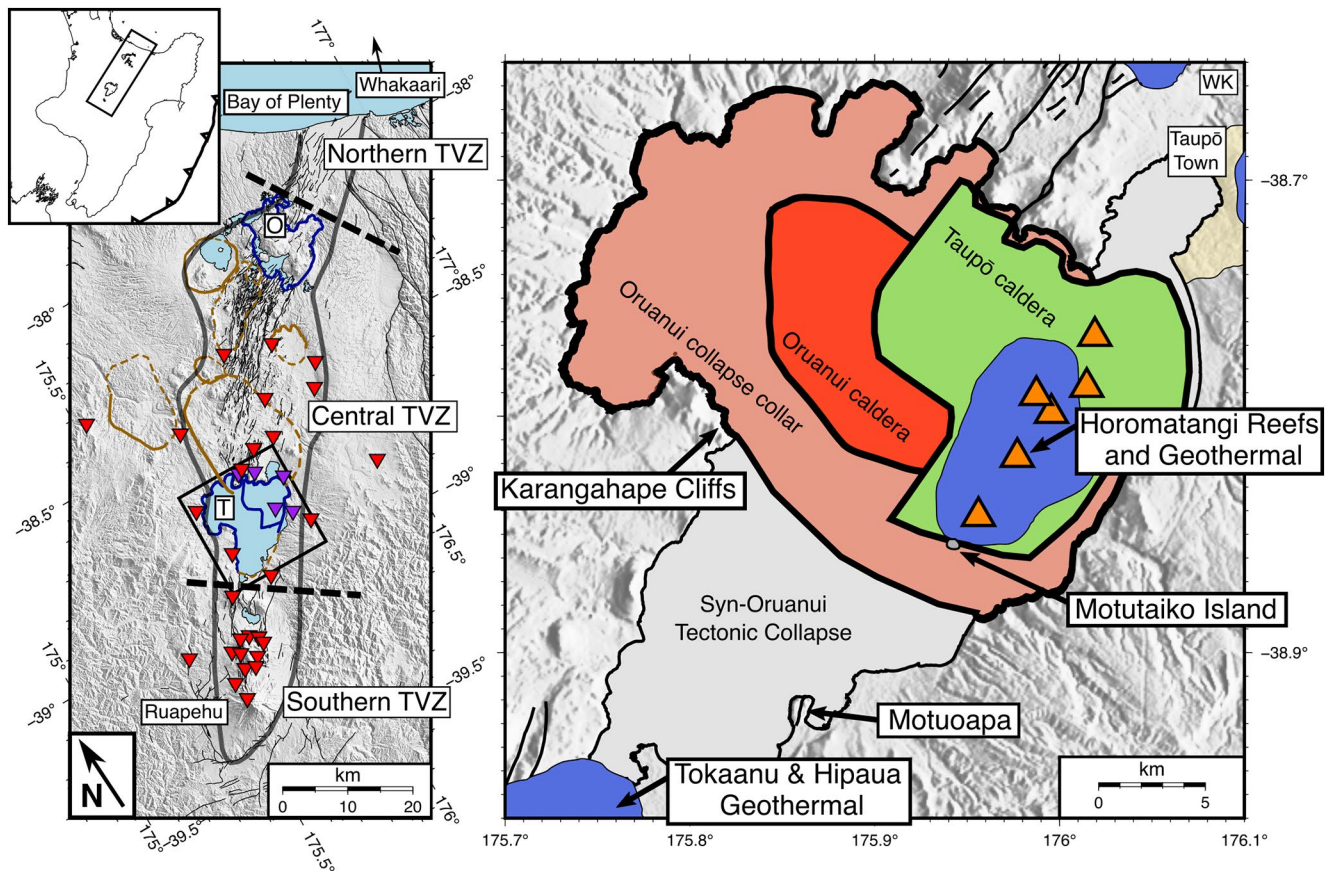 177°
Whakaari
38°
Bay of Plenty
Northern TVZ
O
177°
−38.5°
−38°
175.5°
Central TVZ
−39°
−38.5°
T
176.5°
175°
−39.5°
−39°
Southern TVZ
Ruapehu
N
km
0 10 20
175°
−39.5°
175.5°
176°
WK
Taupō
Town
−38.7°
Taupō caldera
Oruanui collapse collar
Oruanui caldera
Horomatangi Reefs
and Geothermal
Karangahape Cliffs
Motutaiko Island
Syn-Oruanui
Tectonic Collapse
−38.9°
Motuoapa
Tokaanu & Hipaua
Geothermal
km
0 5
175.7° 175.8° 175.9° 176° 176.1°